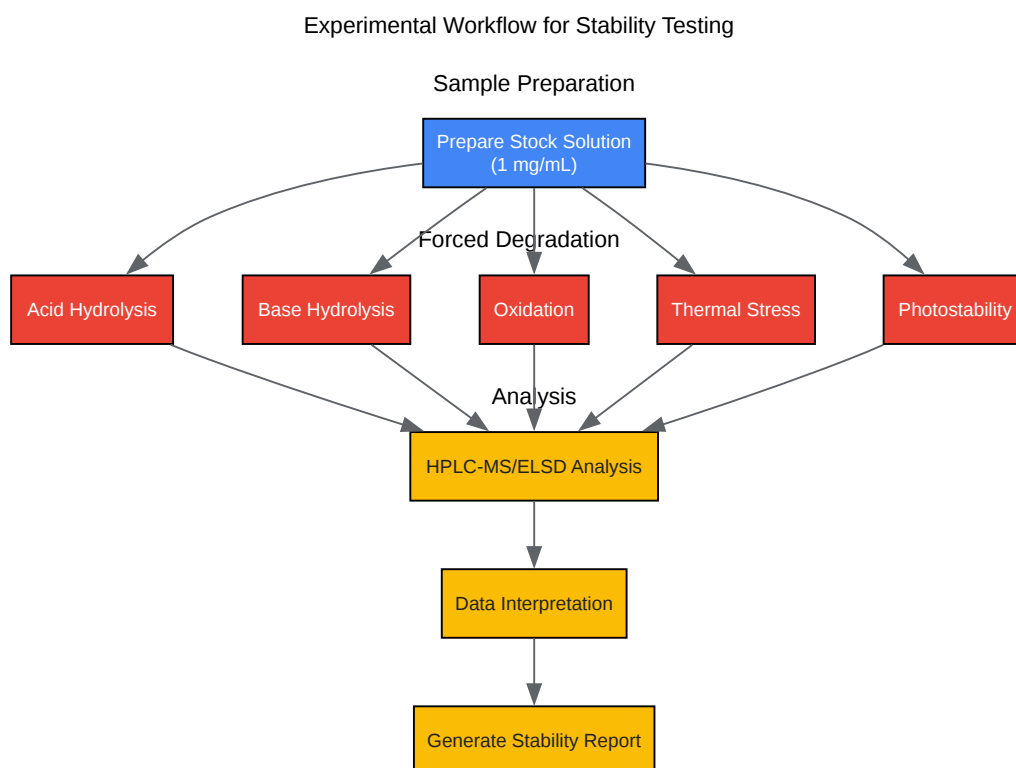 Experimental Workflow for Stability Testing
Sample Preparation
Prepare Stock Solution
(1 mg/mL)
Forced Degradation
Acid Hydrolysis
Base Hydrolysis
Oxidation
Thermal Stress
Photostability
Analysis
HPLC-MS/ELSD Analysis
Data Interpretation
Generate Stability Report